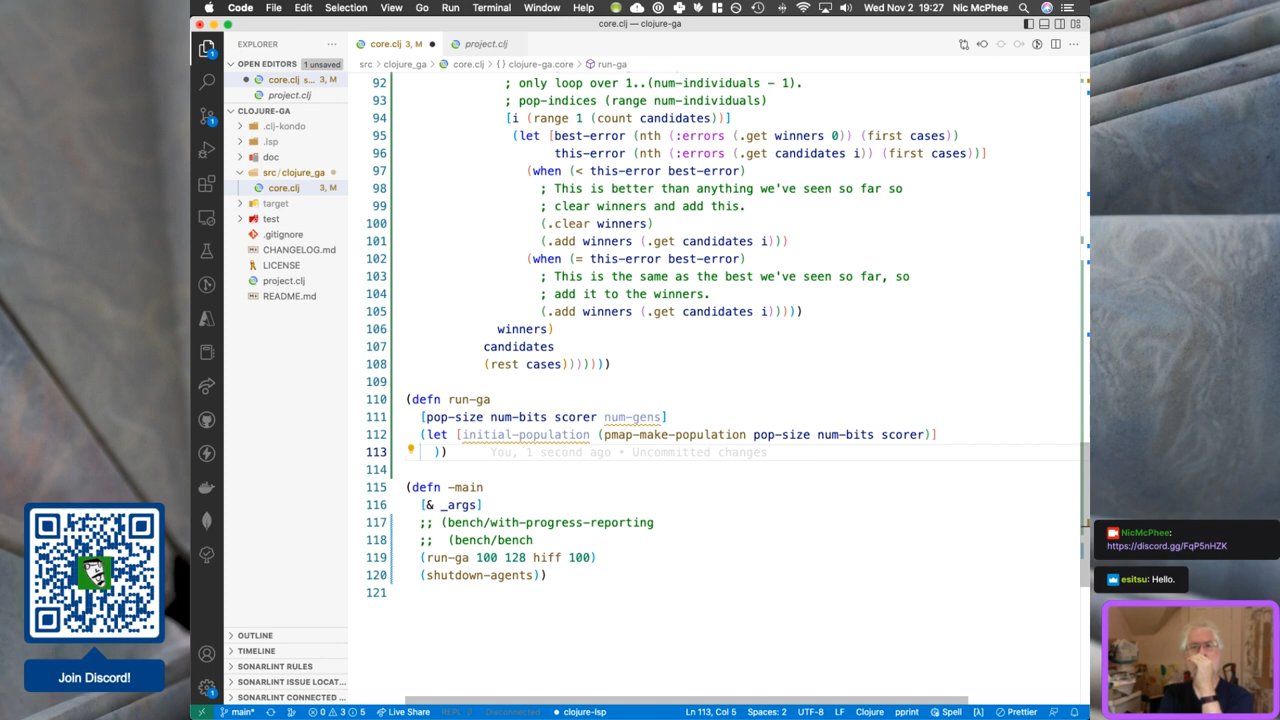 Code File Edit Selection View Go Run Terminal Window Help Wed Nov 2 19:27 Nic McPhee
core.clj — clojure-ga
EXPLORER
OPEN EDITORS 1 unsaved
core.clj s... 3, M
project.clj
CLOJURE-GA
.clj-kondo
.lsp
doc
src/clojure_ga
core.clj 3, M
target
test
.gitignore
CHANGELOG.md
LICENSE
project.clj
README.md
OUTLINE
TIMELINE
SONARLINT RULES
SONARLINT ISSUE LOCAT...
SONARLINT CONNECTED ...
core.clj 3, M project.clj
src > clojure_ga > core.clj > {} clojure-ga.core > run-ga
92 ; only loop over 1..(num-individuals - 1).
93 ; pop-indices (range num-individuals)
94 [i (range 1 (count candidates))]
95 (let [best-error (nth (:errors (.get winners 0)) (first cases))
96 this-error (nth (:errors (.get candidates i)) (first cases))]
97 (when (< this-error best-error)
98 ; This is better than anything we've seen so far so
99 ; clear winners and add this.
100 (.clear winners)
101 (.add winners (.get candidates i)))
102 (when (= this-error best-error)
103 ; This is the same as the best we've seen so far, so
104 ; add it to the winners.
105 (.add winners (.get candidates i)))))
106 winners)
107 candidates
108 (rest cases)))))))
109
110 (defn run-ga
111 [pop-size num-bits scorer num-gens]
112 (let [initial-population (pmap-make-population pop-size num-bits scorer)]
113 )) You, 1 second ago • Uncommitted changes
114
115 (defn -main
116 [& _args]
117 ;; (bench/with-progress-reporting
118 ;; (bench/bench
119 (run-ga 100 128 hiff 100)
120 (shutdown-agents))
121
main* 0 3 5 Live Share REPL Disconnected clojure-lsp Ln 113, Col 5 Spaces: 2 UTF-8 LF Clojure pprint Spell [A] Prettier
Join Discord!
NicMcPhee:
https://discord.gg/FqP5nHZK
esitsu: Hello.